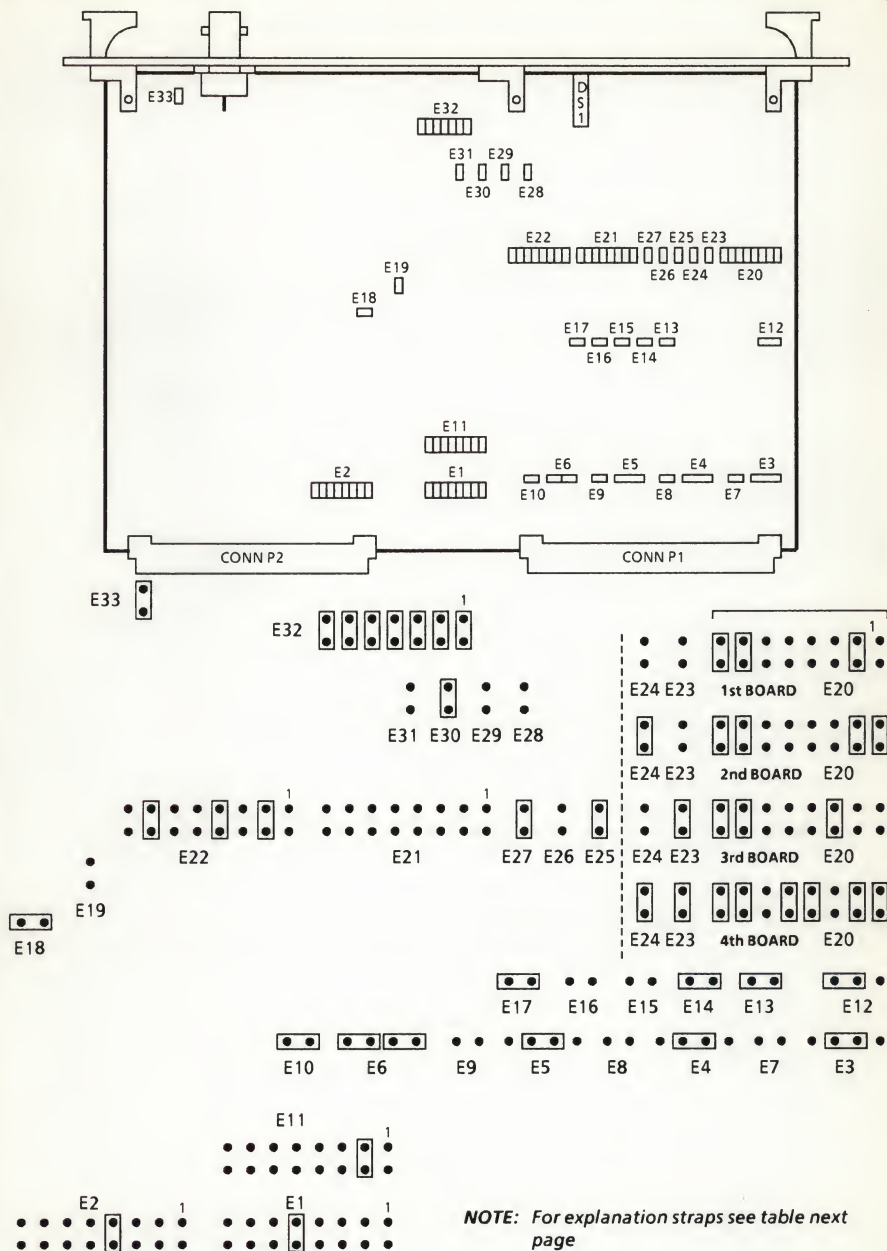 E33
D
S
1
E32
E31 E29
E30 E28
E22 E21 E27 E25 E23
E26 E24 E20
E19
E18
E17 E15 E13 E12
E16 E14
E11
E2 E1
E6 E5 E4 E3
E10 E9 E8 E7
CONN P2 CONN P1
E33
E32 1
1
E24 E23 1st BOARD E20
E31 E30 E29 E28
E24 E23 2nd BOARD E20
1 1
E22 E21 E27 E26 E25 E24 E23 3rd BOARD E20
E19
E18
E24 E23 4th BOARD E20
E17 E16 E15 E14 E13 E12
E10 E6 E9 E5 E8 E4 E7 E3
E11
1
E2 1 E1 1
NOTE: For explanation straps see table next
page